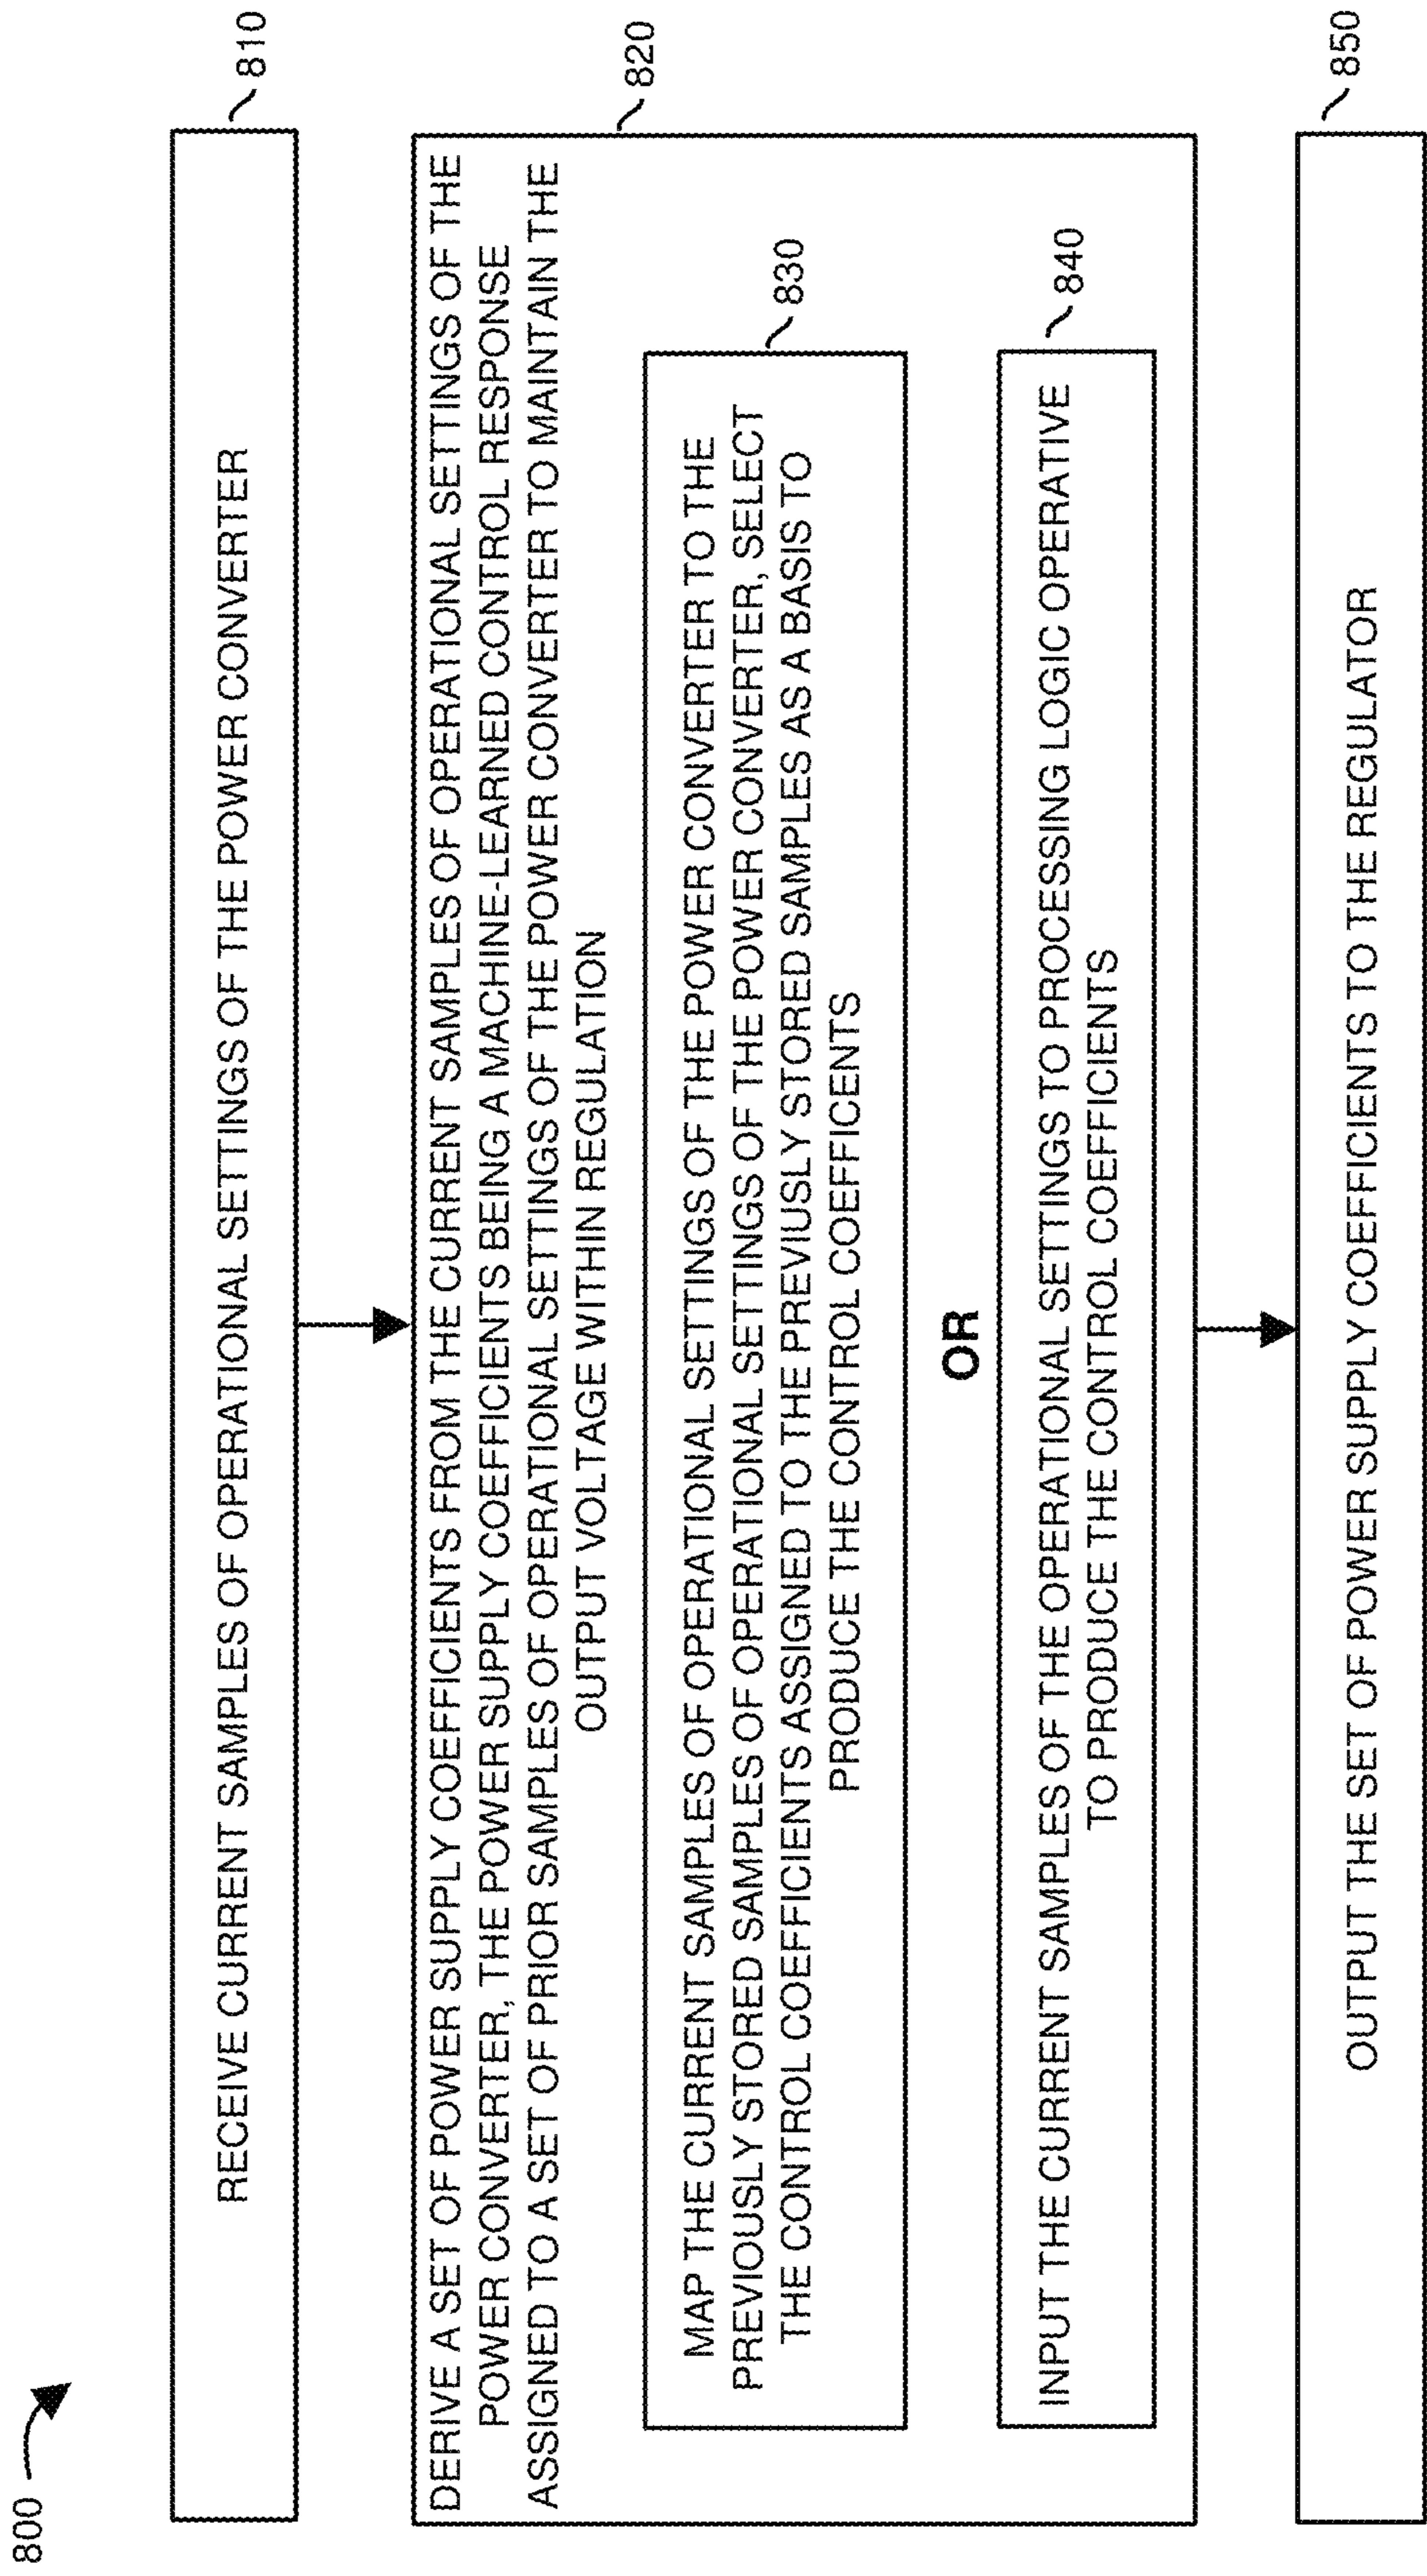 800
810
RECEIVE CURRENT SAMPLES OF OPERATIONAL SETTINGS OF THE POWER CONVERTER
820
DERIVE A SET OF POWER SUPPLY COEFFICIENTS FROM THE CURRENT SAMPLES OF OPERATIONAL SETTINGS OF THE
POWER CONVERTER, THE POWER SUPPLY COEFFICIENTS BEING A MACHINE-LEARNED CONTROL RESPONSE
ASSIGNED TO A SET OF PRIOR SAMPLES OF OPERATIONAL SETTINGS OF THE POWER CONVERTER TO MAINTAIN THE
OUTPUT VOLTAGE WITHIN REGULATION
830
MAP THE CURRENT SAMPLES OF OPERATIONAL SETTINGS OF THE POWER CONVERTER TO THE
PREVIOUSLY STORED SAMPLES OF OPERATIONAL SETTINGS OF THE POWER CONVERTER, SELECT
THE CONTROL COEFFICIENTS ASSIGNED TO THE PREVIUSLY STORED SAMPLES AS A BASIS TO
PRODUCE THE CONTROL COEFFICENTS
OR
840
INPUT THE CURRENT SAMPLES OF THE OPERATIONAL SETTINGS TO PROCESSING LOGIC OPERATIVE
TO PRODUCE THE CONTROL COEFFICIENTS
850
OUTPUT THE SET OF POWER SUPPLY COEFFICIENTS TO THE REGULATOR